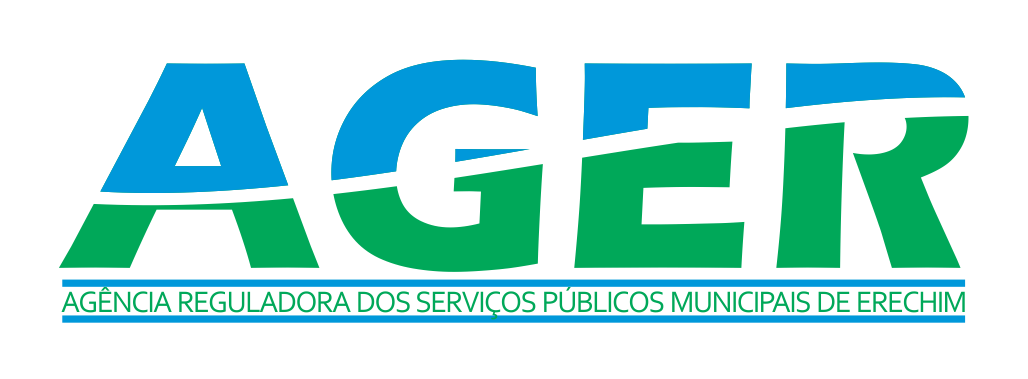 AGER
AGÊNCIA REGULADORA DOS SERVIÇOS PÚBLICOS MUNICIPAIS DE ERECHIM